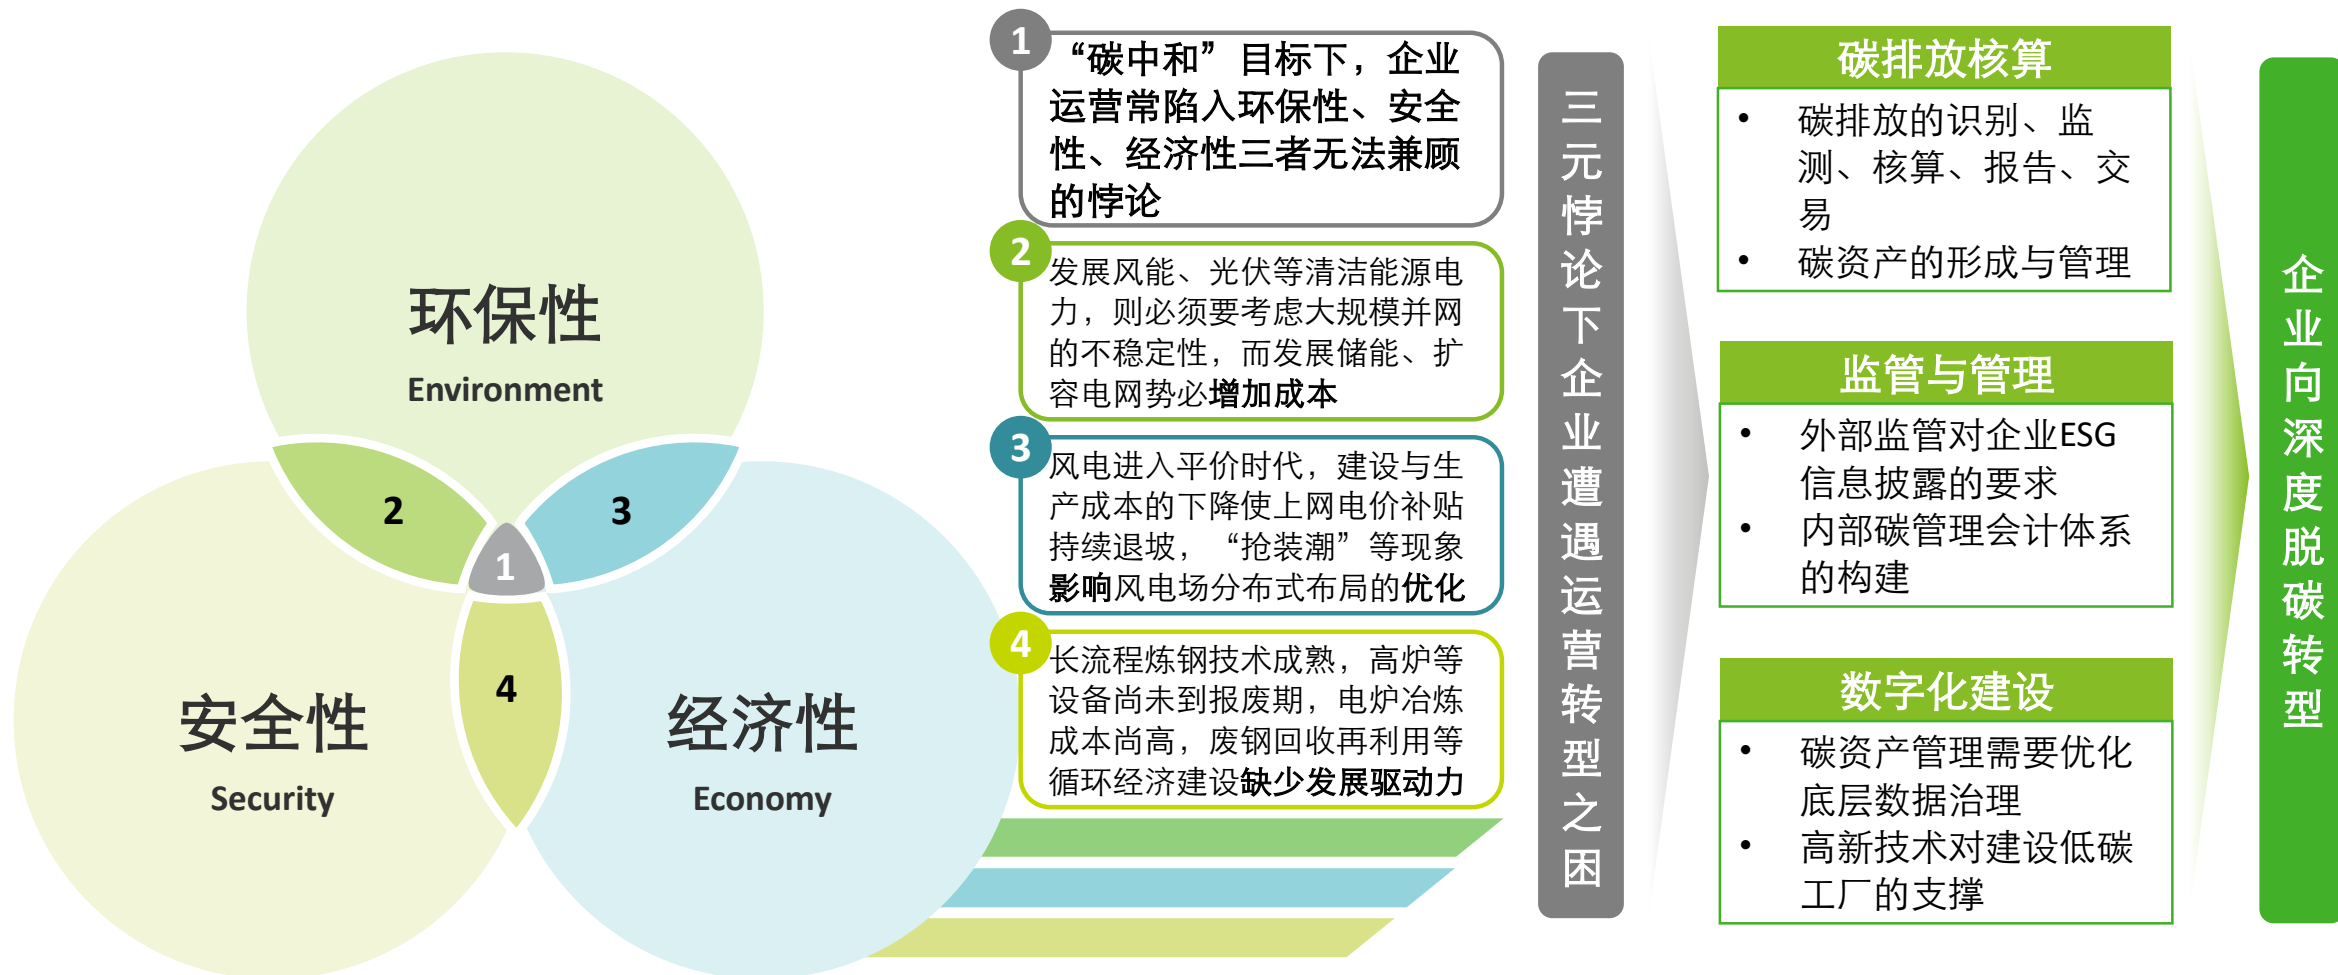 环保性
Environment
安全性
Security
经济性
Economy
2
3
1
4
1
“碳中和”目标下，企业
运营常陷入环保性、安全
性、经济性三者无法兼顾
的悖论
2
发展风能、光伏等清洁能源电
力，则必须要考虑大规模并网
的不稳定性，而发展储能、扩
容电网势必增加成本
3
风电进入平价时代，建设与生
产成本的下降使上网电价补贴
持续退坡，“抢装潮”等现象
影响风电场分布式布局的优化
4
长流程炼钢技术成熟，高炉等
设备尚未到报废期，电炉冶炼
成本尚高，废钢回收再利用等
循环经济建设缺少发展驱动力
三元悖论下企业遭遇运营转型之困
碳排放核算
• 碳排放的识别、监
测、核算、报告、交
易
• 碳资产的形成与管理
监管与管理
• 外部监管对企业ESG
信息披露的要求
• 内部碳管理会计体系
的构建
数字化建设
• 碳资产管理需要优化
底层数据治理
• 高新技术对建设低碳
工厂的支撑
企业向深度脱碳转型